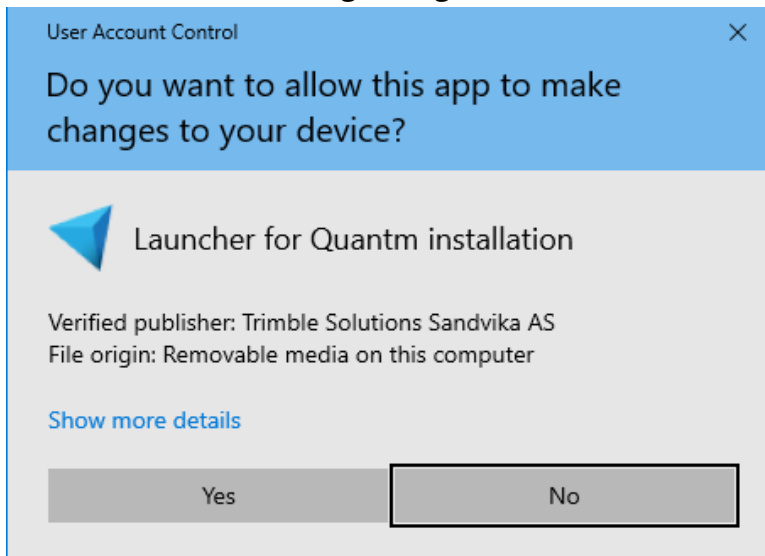 User Account Control
Do you want to allow this app to make
changes to your device?
Launcher for Quantm installation
Verified publisher: Trimble Solutions Sandvika AS
File origin: Removable media on this computer
Show more details
Yes
No